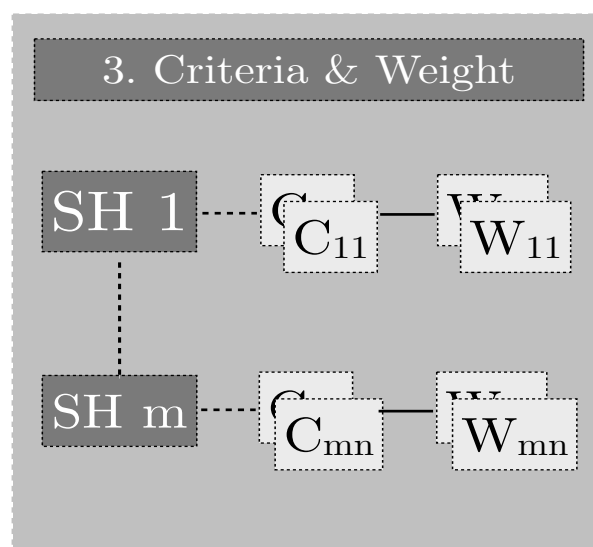 3. Criteria & Weight
SH 1
C
C₁₁
W
W₁₁
SH m
C
Cₘₙ
W
Wₘₙ